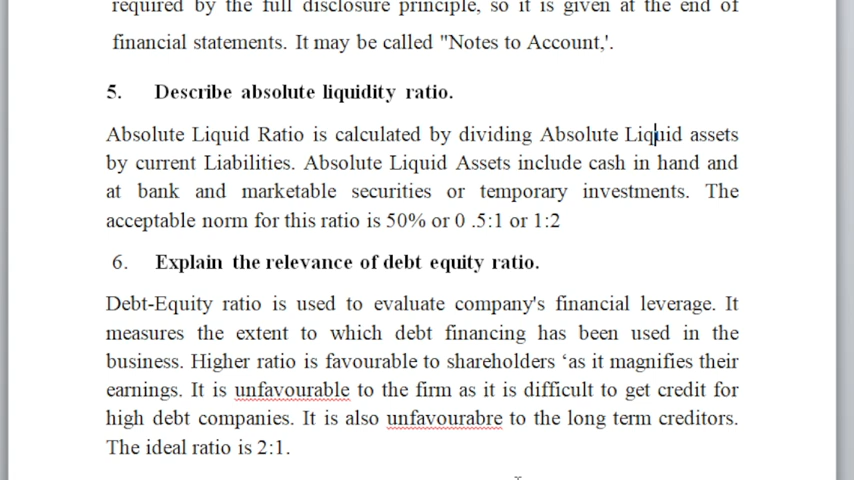 required by the full disclosure principle, so it is given at the end of
financial statements. It may be called "Notes to Account,'.
5. Describe absolute liquidity ratio.
Absolute Liquid Ratio is calculated by dividing Absolute Liquid assets
by current Liabilities. Absolute Liquid Assets include cash in hand and
at bank and marketable securities or temporary investments. The
acceptable norm for this ratio is 50% or 0 .5:1 or 1:2
6. Explain the relevance of debt equity ratio.
Debt-Equity ratio is used to evaluate company's financial leverage. It
measures the extent to which debt financing has been used in the
business. Higher ratio is favourable to shareholders ‘as it magnifies their
earnings. It is unfavourable to the firm as it is difficult to get credit for
high debt companies. It is also unfavourabre to the long term creditors.
The ideal ratio is 2:1.